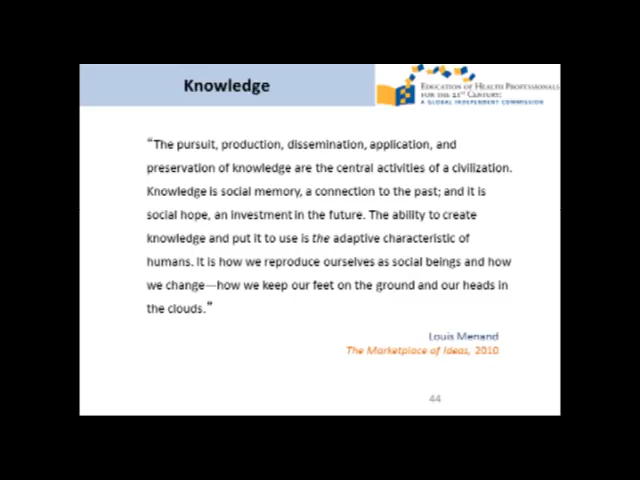 Knowledge
EDUCATION OF HEALTH PROFESSIONALS
FOR THE 21ST CENTURY:
A GLOBAL INDEPENDENT COMMISSION
“The pursuit, production, dissemination, application, and
preservation of knowledge are the central activities of a civilization.
Knowledge is social memory, a connection to the past; and it is
social hope, an investment in the future. The ability to create
knowledge and put it to use is the adaptive characteristic of
humans. It is how we reproduce ourselves as social beings and how
we change—how we keep our feet on the ground and our heads in
the clouds.”
Louis Menand
The Marketplace of Ideas, 2010
44